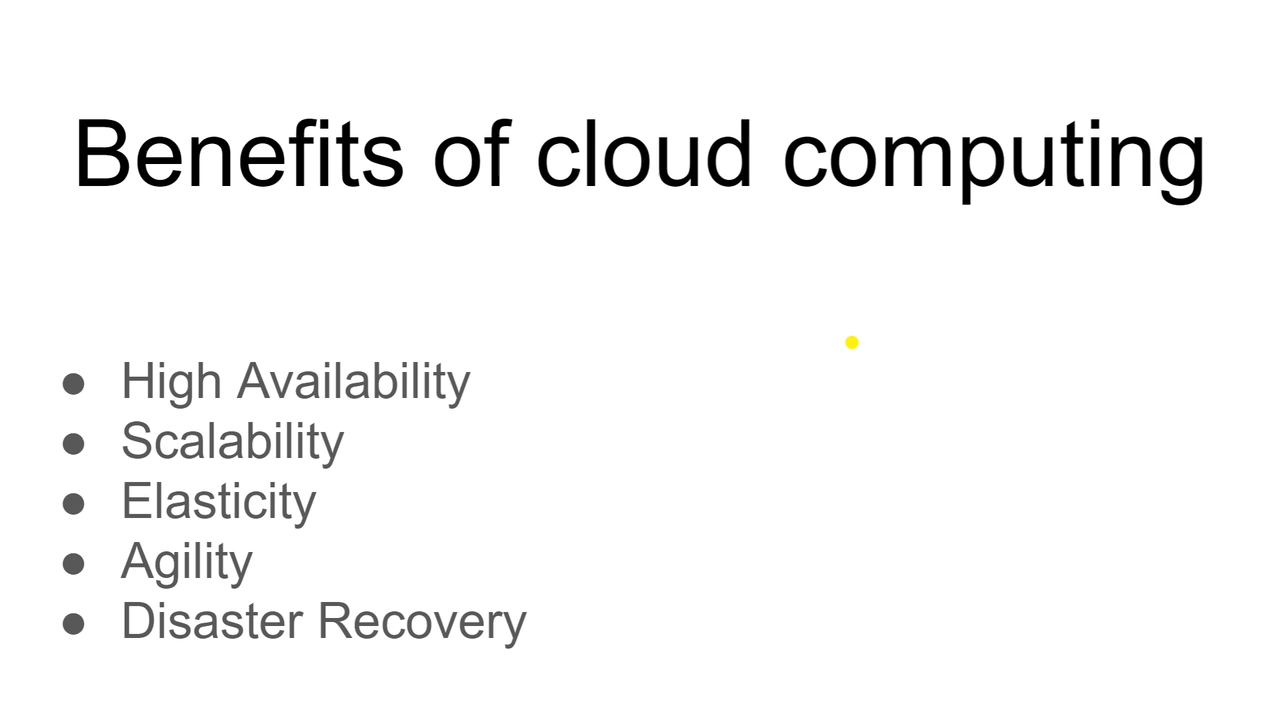 Benefits of cloud computing
● High Availability
● Scalability
● Elasticity
● Agility
● Disaster Recovery